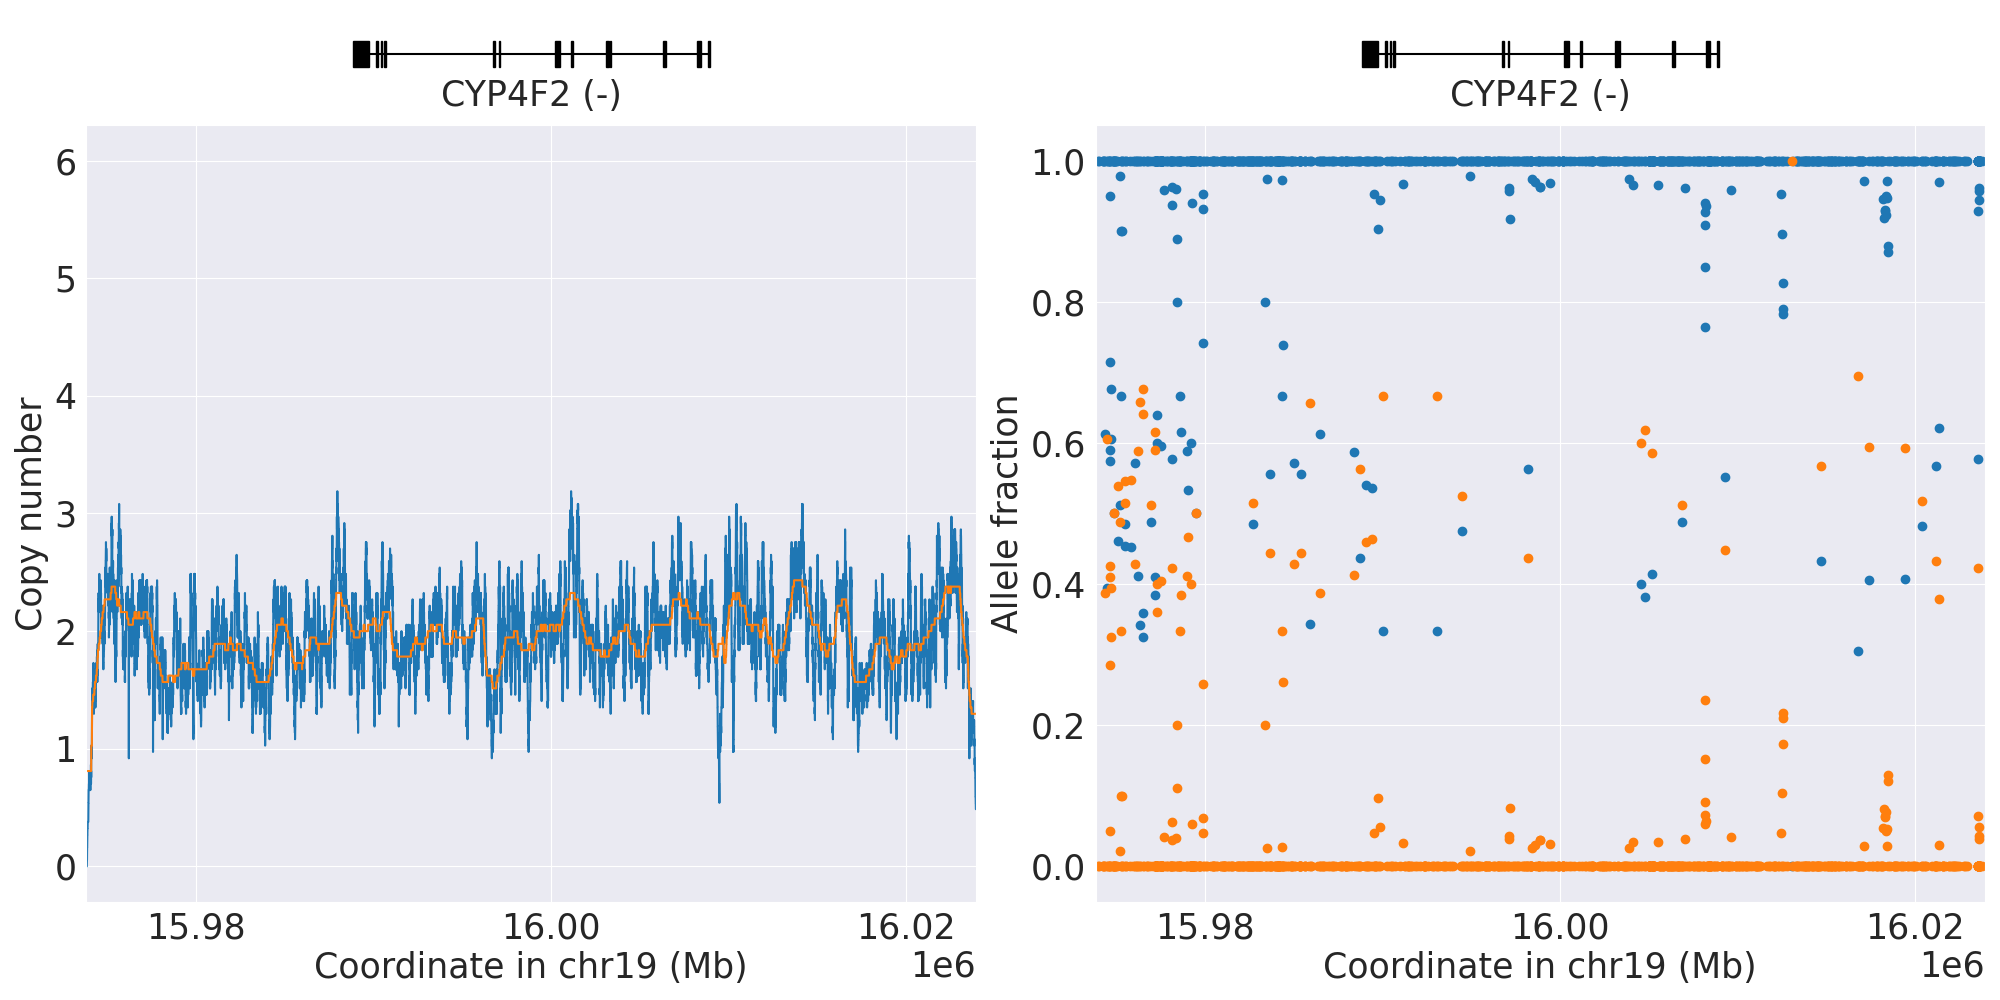 CYP4F2 (-)
6
5
4
3
2
1
0
Copy number
15.98
16.00
16.02
Coordinate in chr19 (Mb)
1e6
CYP4F2 (-)
1.0
0.8
0.6
0.4
0.2
0.0
Allele fraction
15.98
16.00
16.02
Coordinate in chr19 (Mb)
1e6